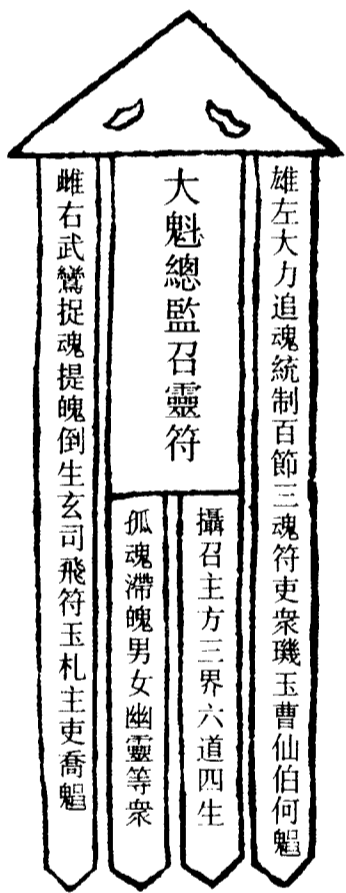 雄左大力追魂統制百節三魂符吏衆璣玉曹仙伯何魒
大魁總監召靈符
攝召主方三界六道四生
孤魂滯魄男女幽靈等衆
雌右武鸞捉魂提魄倒生玄司飛符玉札主吏喬魒